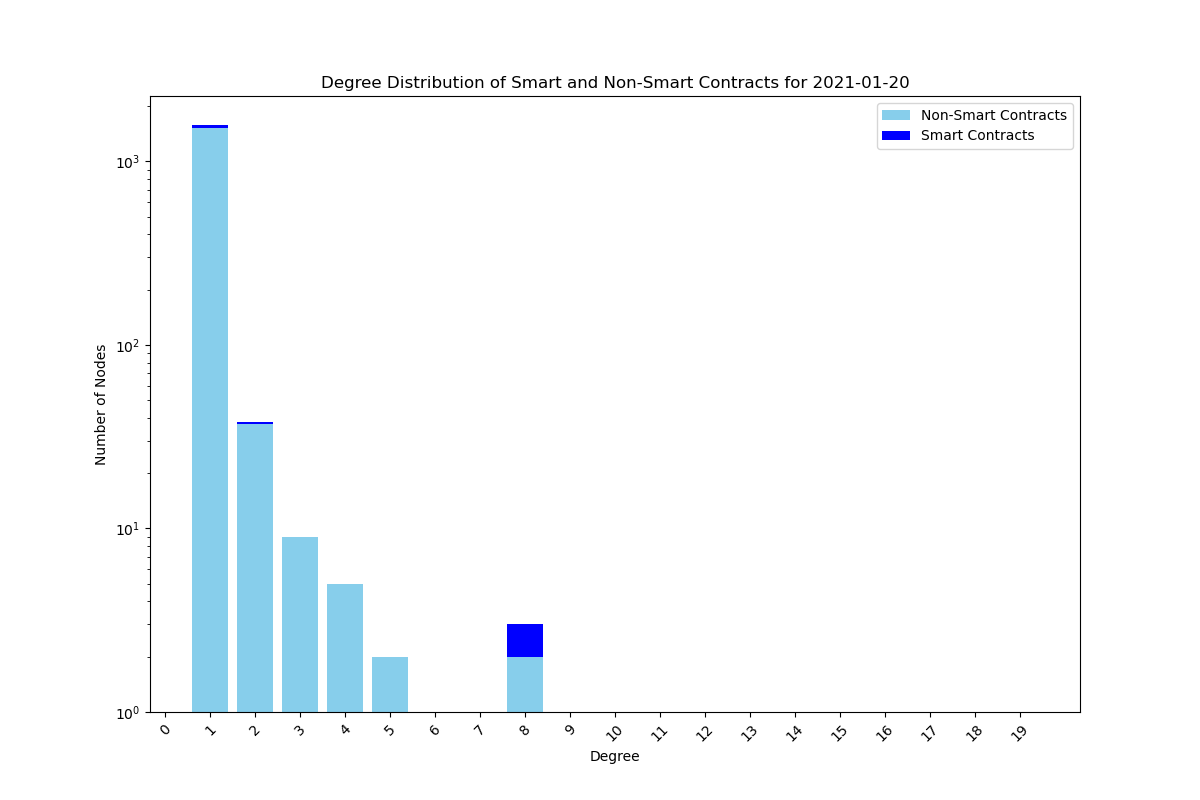 Degree Distribution of Smart and Non-Smart Contracts for 2021-01-20
Non-Smart Contracts
Smart Contracts
Number of Nodes
10³
10²
10¹
10⁰
0 1 2 3 4 5 6 7 8 9 10 11 12 13 14 15 16 17 18 19
Degree